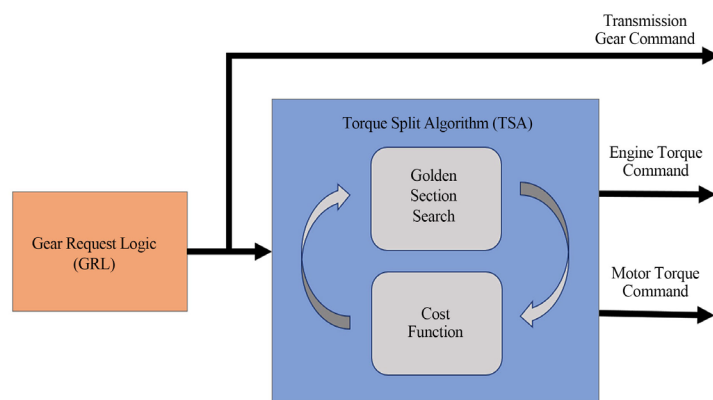 Transmission
Gear Command
Torque Split Algorithm (TSA)
Golden
Section
Search
Engine Torque
Command
Gear Request Logic
(GRL)
Motor Torque
Command
Cost
Function